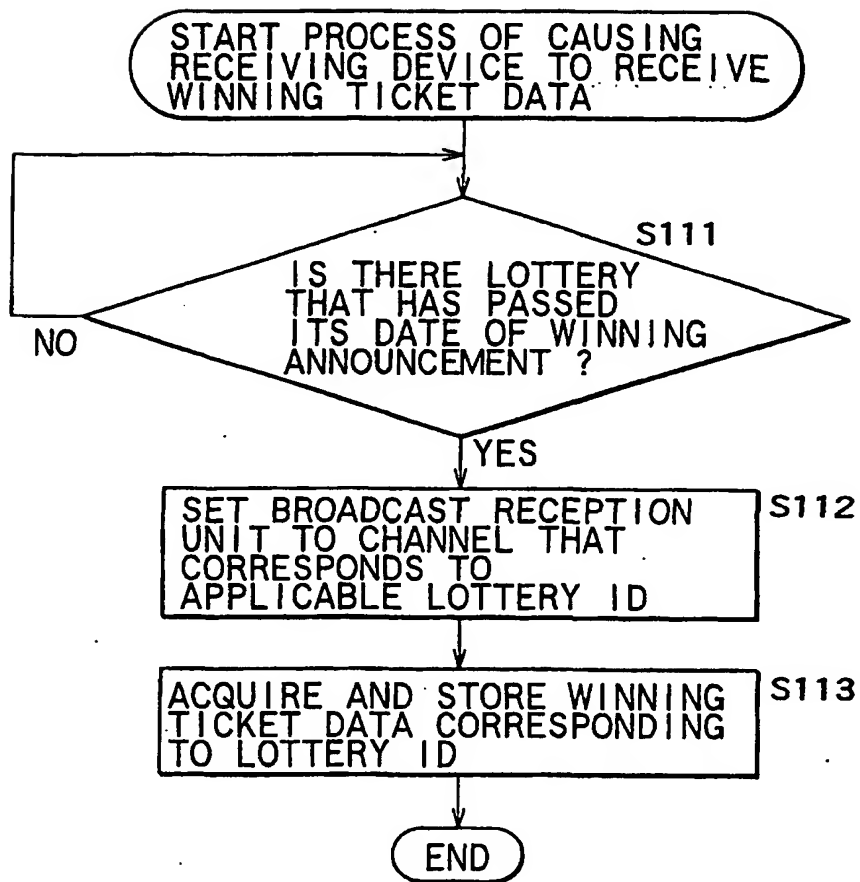 START PROCESS OF CAUSING
RECEIVING DEVICE TO RECEIVE
WINNING TICKET DATA
S111
IS THERE LOTTERY
THAT HAS PASSED
ITS DATE OF WINNING
ANNOUNCEMENT ?
NO
YES
S112
SET BROADCAST RECEPTION
UNIT TO CHANNEL THAT
CORRESPONDS TO
APPLICABLE LOTTERY ID
S113
ACQUIRE AND STORE WINNING
TICKET DATA CORRESPONDING
TO LOTTERY ID
END